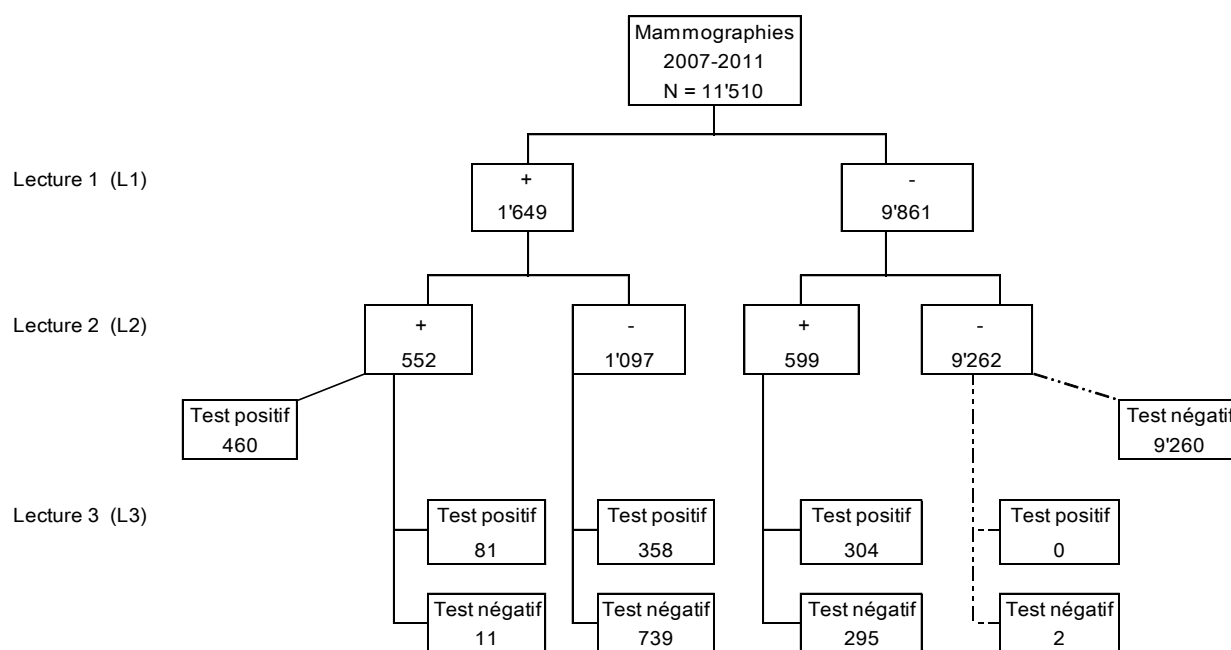 Mammographies
2007-2011
N = 11'510
Lecture 1 (L1)
+
1'649
-
9'861
Lecture 2 (L2)
+
552
-
1'097
+
599
-
9'262
Test positif
460
Test négatif
9'260
Lecture 3 (L3)
Test positif
81
Test positif
358
Test positif
304
Test positif
0
Test négatif
11
Test négatif
739
Test négatif
295
Test négatif
2